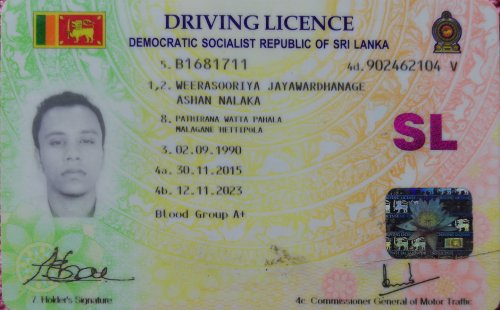 DRIVING LICENCE
DEMOCRATIC SOCIALIST REPUBLIC OF SRI LANKA
5. B1681711 4d. 902462104 V
1,2. WEERASOORIYA JAYAWARDHANAGE
ASHAN NALAKA
8. PATHIRANA WATTA PAHALA
MALAGANE HETTIPOLA
SL
3. 02.09.1990
4a. 30.11.2015
4b. 12.11.2023
Blood Group A+
7. Holder's Signature 4c. Commissioner General of Motor Traffic